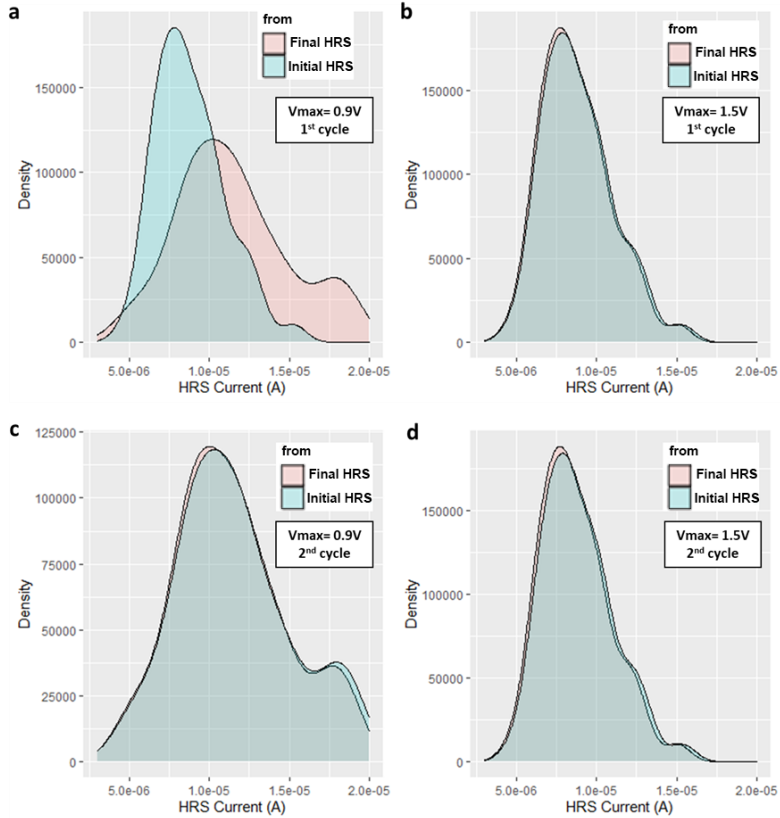 a
from
Final HRS
Initial HRS
Vmax= 0.9V
1st cycle
Density
150000
100000
50000
0
5.0e-06 1.0e-05 1.5e-05 2.0e-05
HRS Current (A)
b
from
Final HRS
Initial HRS
Vmax= 1.5V
1st cycle
Density
150000
100000
50000
0
5.0e-06 1.0e-05 1.5e-05 2.0e-05
HRS Current (A)
c
from
Final HRS
Initial HRS
Vmax= 0.9V
2nd cycle
Density
125000
100000
75000
50000
25000
0
5.0e-06 1.0e-05 1.5e-05 2.0e-05
HRS Current (A)
d
from
Final HRS
Initial HRS
Vmax= 1.5V
2nd cycle
Density
150000
100000
50000
0
5.0e-06 1.0e-05 1.5e-05 2.0e-05
HRS Current (A)